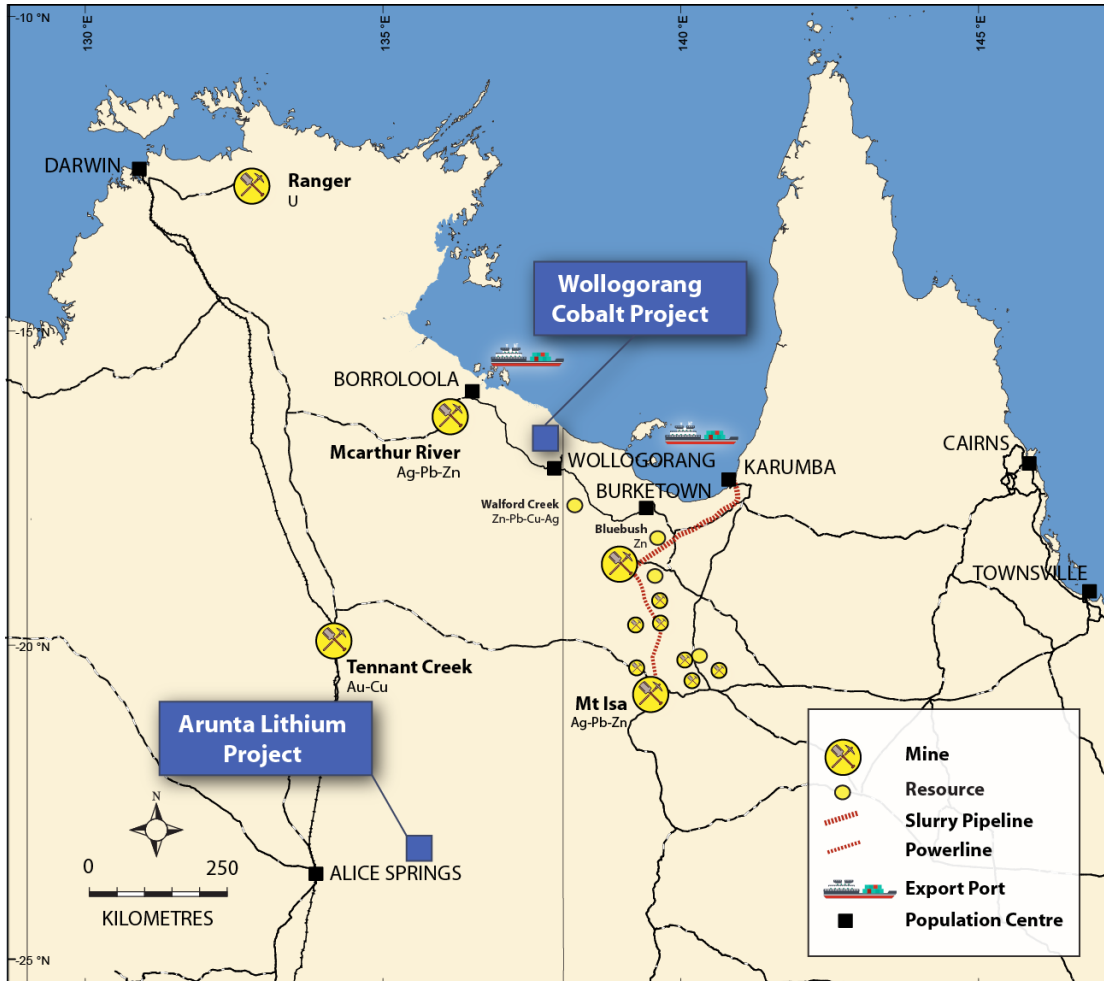 130 °E
135 °E
140 °E
145 °E
-10 °N
DARWIN
Ranger
U
Wollogorang
Cobalt Project
-15 °N
BORROLOOLA
Mcarthur River
Ag-Pb-Zn
WOLLOGORANG
KARUMBA
CAIRNS
Walford Creek
Zn-Pb-Cu-Ag
BURKETOWN
Bluebush
Zn
TOWNSVILLE
-20 °N
Tennant Creek
Au-Cu
Mt Isa
Ag-Pb-Zn
Arunta Lithium
Project
N
0
250
KILOMETRES
ALICE SPRINGS
-25 °N
Mine
Resource
Slurry Pipeline
Powerline
Export Port
Population Centre